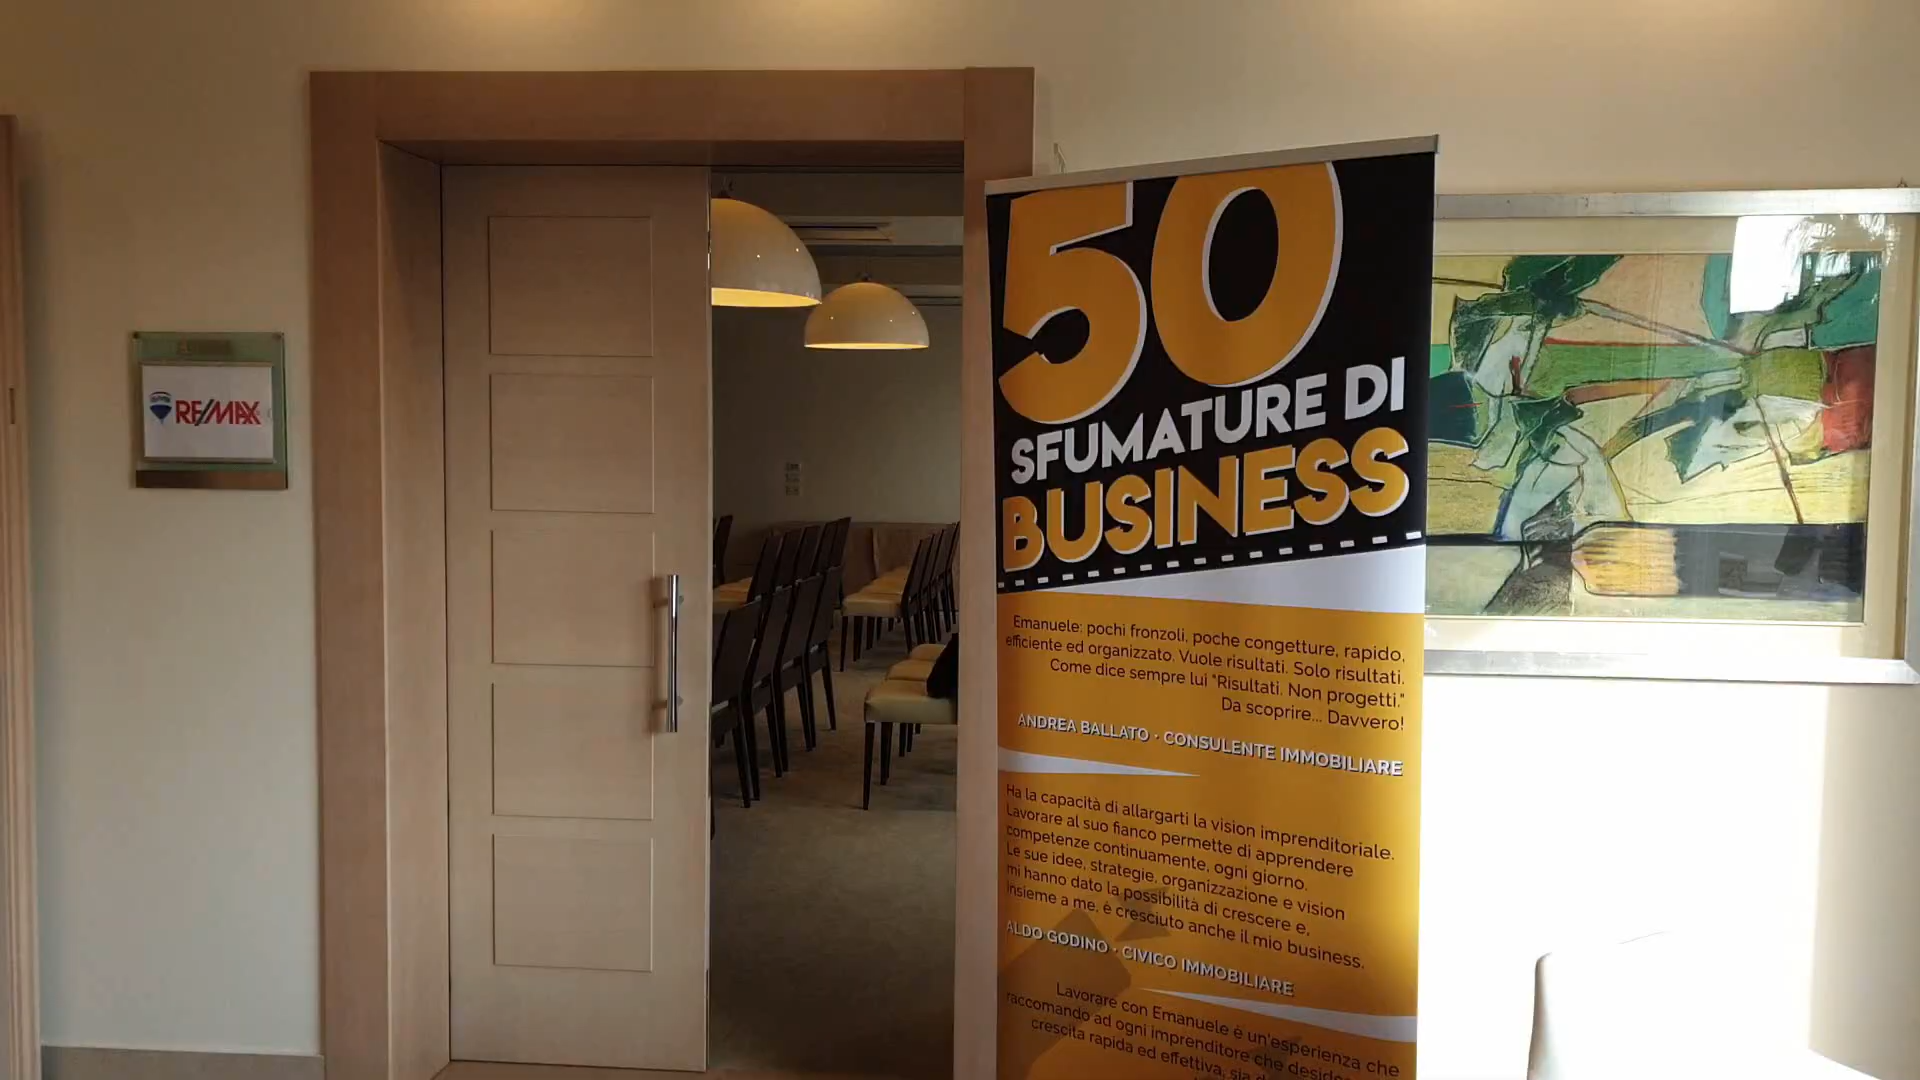 RE/MAX
50
SFUMATURE DI
BUSINESS
Emanuele: pochi fronzoli, poche congetture, rapido,
efficiente ed organizzato. Vuole risultati. Solo risultati.
Come dice sempre lui "Risultati. Non progetti."
Da scoprire... Davvero!
ANDREA BALLATO • CONSULENTE IMMOBILIARE
Ha la capacità di allargarti la vision imprenditoriale.
Lavorare al suo fianco permette di apprendere
competenze continuamente, ogni giorno.
Le sue idee, strategie, organizzazione e vision
mi hanno dato la possibilità di crescere e,
insieme a me, è cresciuto anche il mio business.
ALDO GODINO • CIVICO IMMOBILIARE
Lavorare con Emanuele è un'esperienza che
raccomando ad ogni imprenditore che
crescita rapida ed effettiva, sia